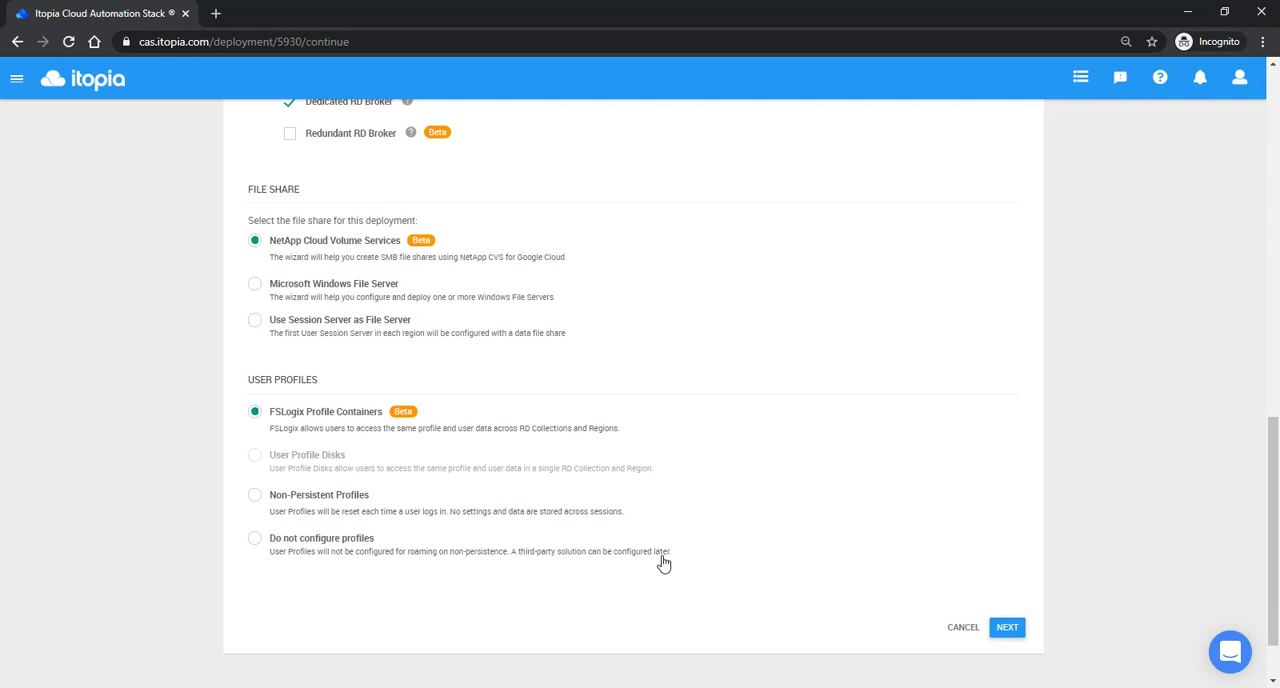 Itopia Cloud Automation Stack ®
cas.itopia.com/deployment/5930/continue
Incognito
itopia
Dedicated RD Broker
Redundant RD Broker ? Beta
FILE SHARE
Select the file share for this deployment:
NetApp Cloud Volume Services Beta
The wizard will help you create SMB file shares using NetApp CVS for Google Cloud
Microsoft Windows File Server
The wizard will help you configure and deploy one or more Windows File Servers
Use Session Server as File Server
The first User Session Server in each region will be configured with a data file share
USER PROFILES
FSLogix Profile Containers Beta
FSLogix allows users to access the same profile and user data across RD Collections and Regions.
User Profile Disks
User Profile Disks allow users to access the same profile and user data in a single RD Collection and Region.
Non-Persistent Profiles
User Profiles will be reset each time a user logs in. No settings and data are stored across sessions.
Do not configure profiles
User Profiles will not be configured for roaming on non-persistence. A third-party solution can be configured later.
CANCEL NEXT